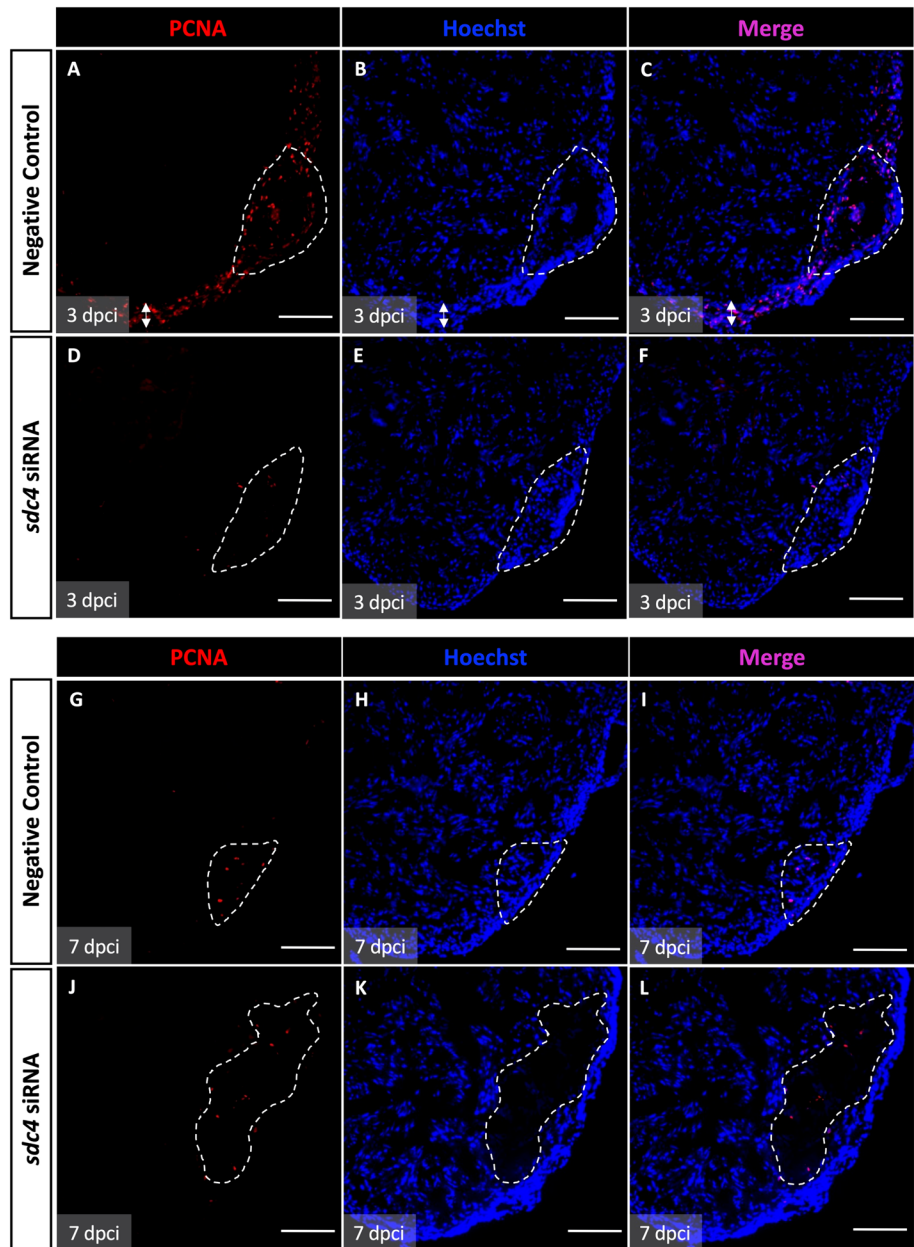 PCNA Hoechst Merge
Negative Control
A B C
3 dpci 3 dpci 3 dpci
sdc4 siRNA
D E F
3 dpci 3 dpci 3 dpci
PCNA Hoechst Merge
Negative Control
G H I
7 dpci 7 dpci 7 dpci
sdc4 siRNA
J K L
7 dpci 7 dpci 7 dpci